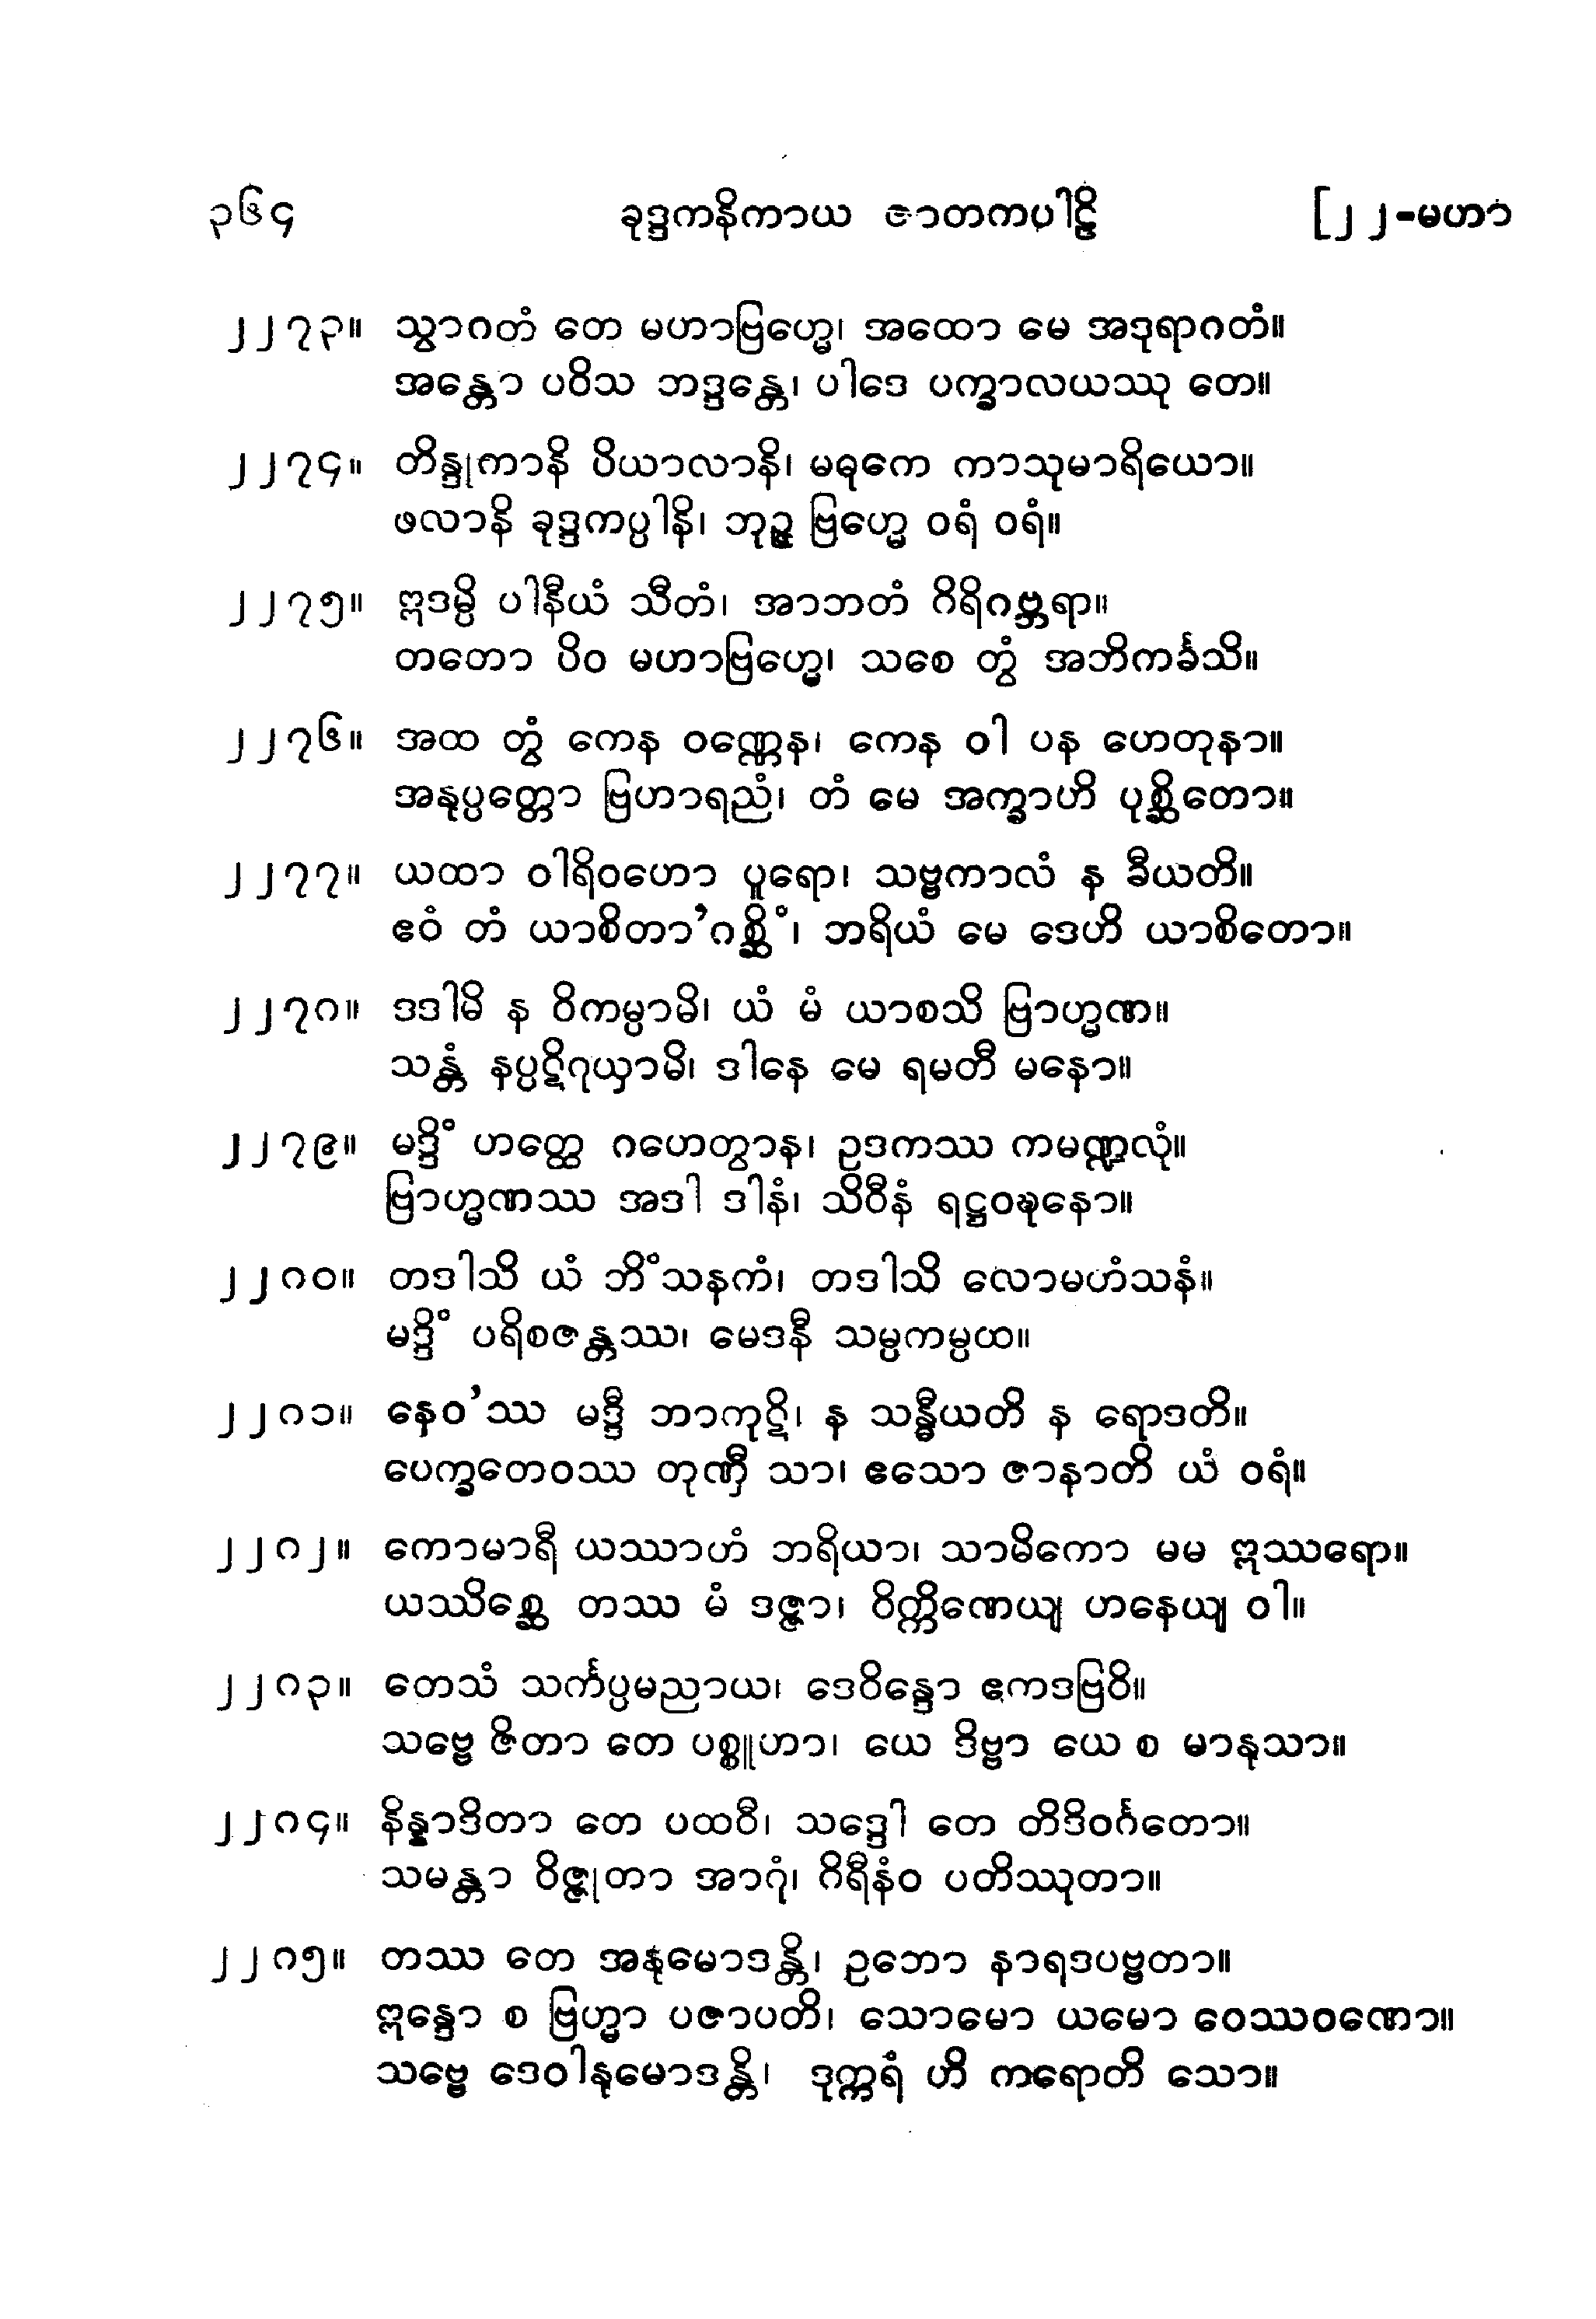 ၃၆၄ ခုဒ္ဒကနိကာယ ဇာတကပါဠိ [၂၂-မဟာ
၂၂၇၃။ သွာဂတံ တေ မဟာဗြဟ္မေ၊ အထော မေ အဒုရာဂတံ။
အန္တော ပဝိသ ဘဒ္ဒန္တေ၊ ပါဒေ ပက္ခာလယဿု တေ။
၂၂၇၄။ တိန္ဒုကာနိ ပိယာလာနိ၊ မဓုကေ ကာသုမာရိယော။
ဖလာနိ ခုဒ္ဒကပ္ပါနိ၊ ဘုဉ္ဇ ဗြဟ္မေ ဝရံ ဝရံ။
၂၂၇၅။ ဣဒမ္ပိ ပါနီယံ သီတံ၊ အာဘတံ ဂိရိဂဗ္ဘရာ။
တတော ပိဝ မဟာဗြဟ္မေ၊ သစေ တွံ အဘိကင်္ခသိ။
၂၂၇၆။ အထ တွံ ကေန ဝဏ္ဏေန၊ ကေန ဝါ ပန ဟေတုနာ။
အနုပ္ပတ္တော ဗြဟာရညံ၊ တံ မေ အက္ခာဟိ ပုစ္ဆိတော။
၂၂၇၇။ ယထာ ဝါရိဝဟော ပူရော၊ သဗ္ဗကာလံ န ခီယတိ။
ဧဝံ တံ ယာစိတာ’ဂစ္ဆိံ၊ ဘရိယံ မေ ဒေဟိ ယာစိတော။
၂၂၇၈။ ဒဒါမိ န ဝိကမ္ပာမိ၊ ယံ မံ ယာစသိ ဗြာဟ္မဏ။
သန္တံ နပ္ပဋိဂုယှာမိ၊ ဒါနေ မေ ရမတီ မနော။
၂၂၇၉။ မဒ္ဒိံ ဟတ္ထေ ဂဟေတွာန၊ ဥဒကဿ ကမဏ္ဍလုံ။
ဗြာဟ္မဏဿ အဒါ ဒါနံ၊ သိဝီနံ ရဋ္ဌဝဍ္ဎနော။
၂၂၈၀။ တဒါသိ ယံ ဘိံသနကံ၊ တဒါသိ လောမဟံသနံ။
မဒ္ဒိံ ပရိစဇန္တဿ၊ မေဒနီ သမ္ပကမ္ပထ။
၂၂၈၁။ နေဝ’ဿ မဒ္ဒီ ဘာကုဋိ၊ န သန္ဓီယတိ န ရောဒတိ။
ပေက္ခတေဝဿ တုဏှီ သာ၊ ဧသော ဇာနာတိ ယံ ဝရံ။
၂၂၈၂။ ကောမာရီ ယဿာဟံ ဘရိယာ၊ သာမိကော မမ ဣဿရော။
ယဿိစ္ဆေ တဿ မံ ဒဇ္ဇာ၊ ဝိက္ကိဏေယျ ဟနေယျ ဝါ။
၂၂၈၃။ တေသံ သင်္ကပ္ပမညာယ၊ ဒေဝိန္ဒော ဧကဒဗြဝိ။
သဗ္ဗေ ဇိတာ တေ ပစ္စူဟာ၊ ယေ ဒိဗ္ဗာ ယေ စ မာနုသာ။
၂၂၈၄။ နိန္နာဒိတာ တေ ပထဝီ၊ သဒ္ဒေါ တေ တိဒိဝင်္ဂတော။
သမန္တာ ဝိဇ္ဇုတာ အာဂုံ၊ ဂိရီနံဝ ပတိဿုတာ။
၂၂၈၅။ တဿ တေ အနုမောဒန္တိ၊ ဥဘော နာရဒပဗ္ဗတာ။
ဣန္ဒော စ ဗြဟ္မာ ပဇာပတိ၊ သောမော ယမော ဝေဿဝဏော။
သဗ္ဗေ ဒေဝါနုမောဒန္တိ၊ ဒုက္ကရံ ဟိ ကရောတိ သော။